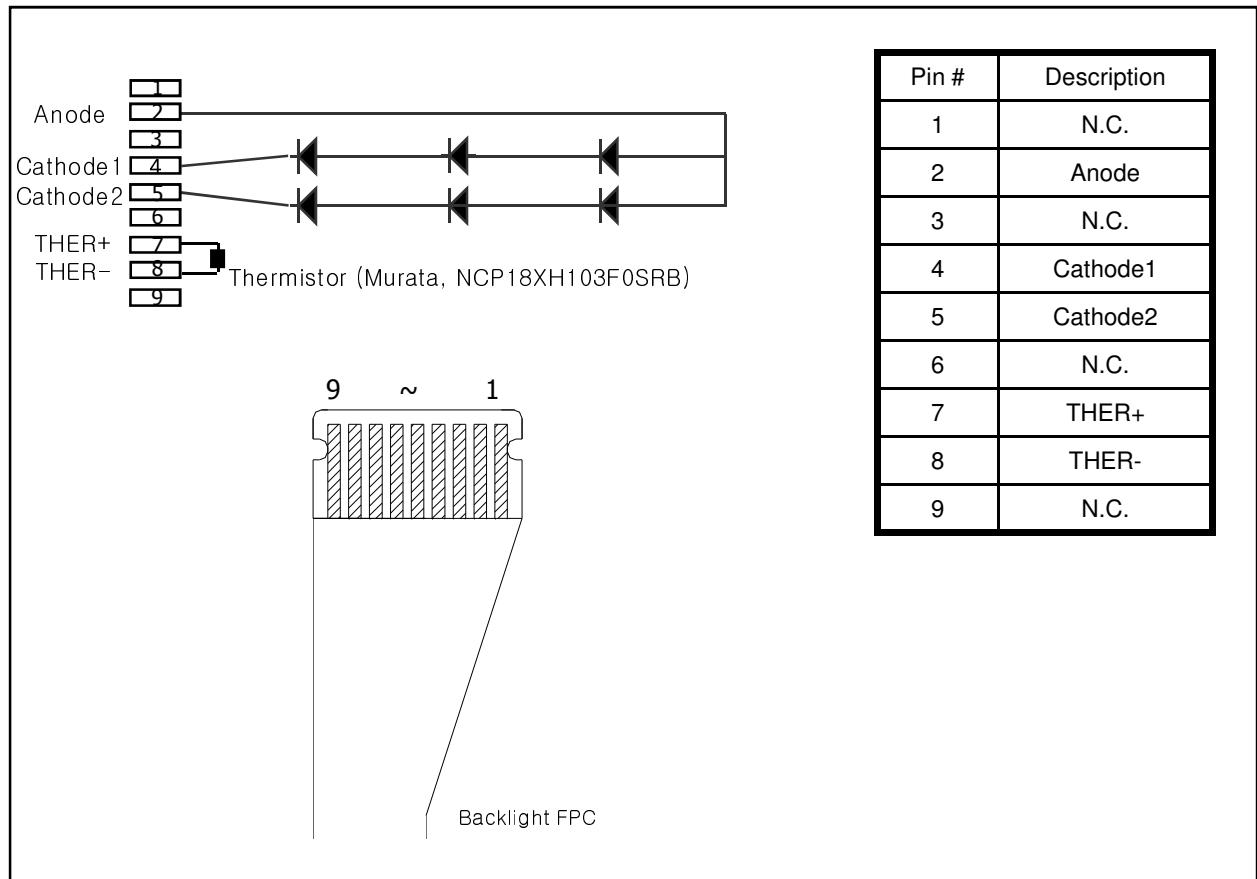 1
Anode 2
3
Cathode1 4
Cathode2 5
6
THER+ 7
THER- 8
Thermistor (Murata, NCP18XH103F0SRB)
9
9 ~ 1
Backlight FPC
Pin # Description
1 N.C.
2 Anode
3 N.C.
4 Cathode1
5 Cathode2
6 N.C.
7 THER+
8 THER-
9 N.C.